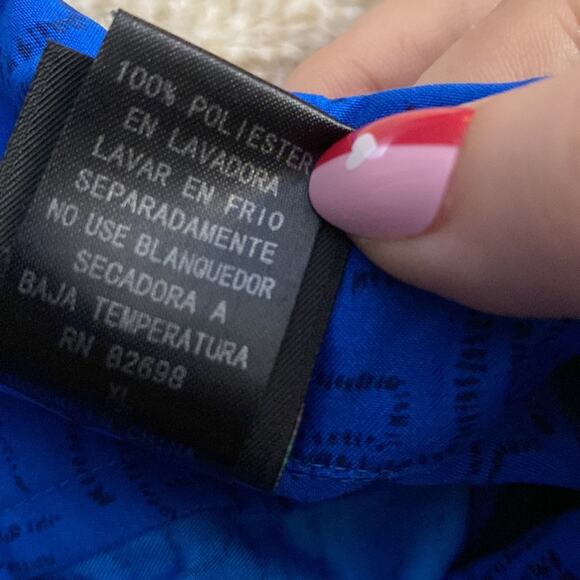 100% POLIESTER
EN LAVADORA
LAVAR EN FRIO
SEPARADAMENTE
NO USE BLANQUEDOR
SECADORA A
BAJA TEMPERATURA
RN 82698
XL